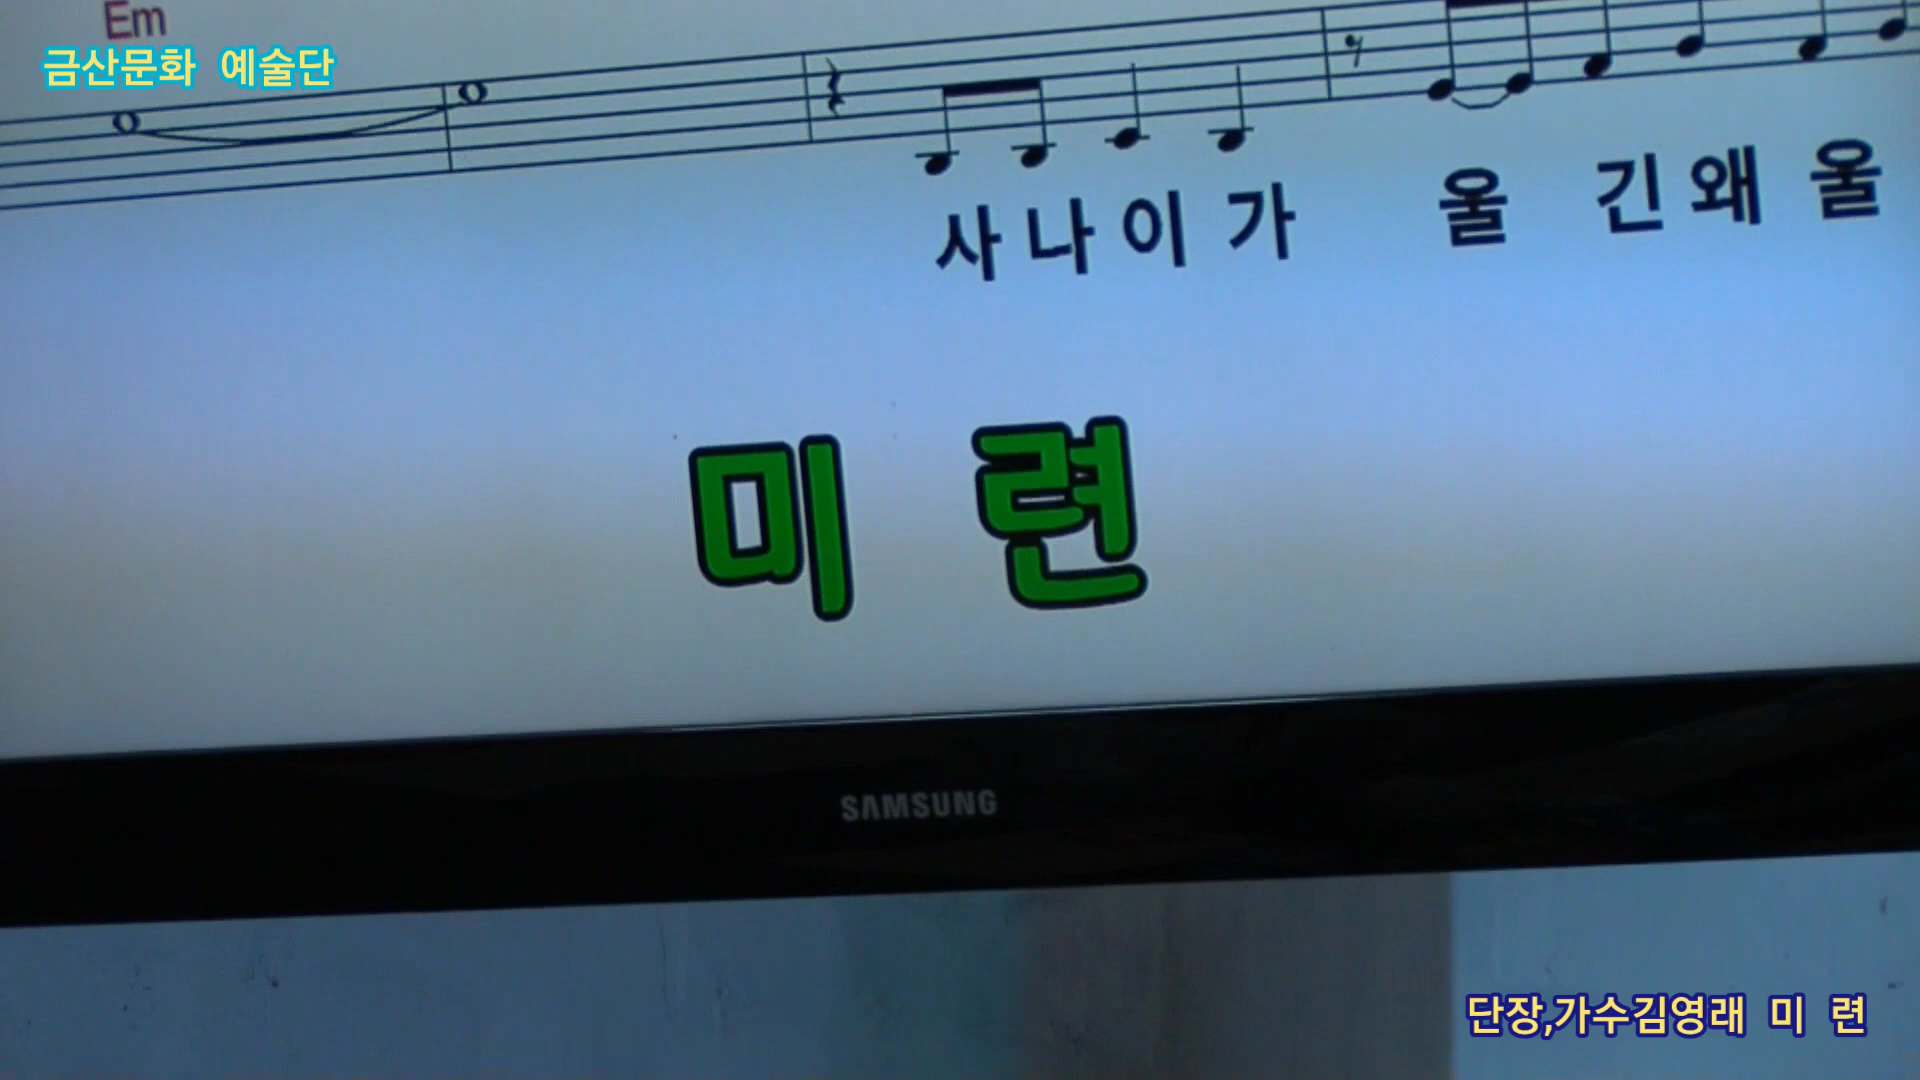 Em
금산문화 예술단
사나이가 울 긴왜 울
미 련
SAMSUNG
단장,가수김영래 미 련